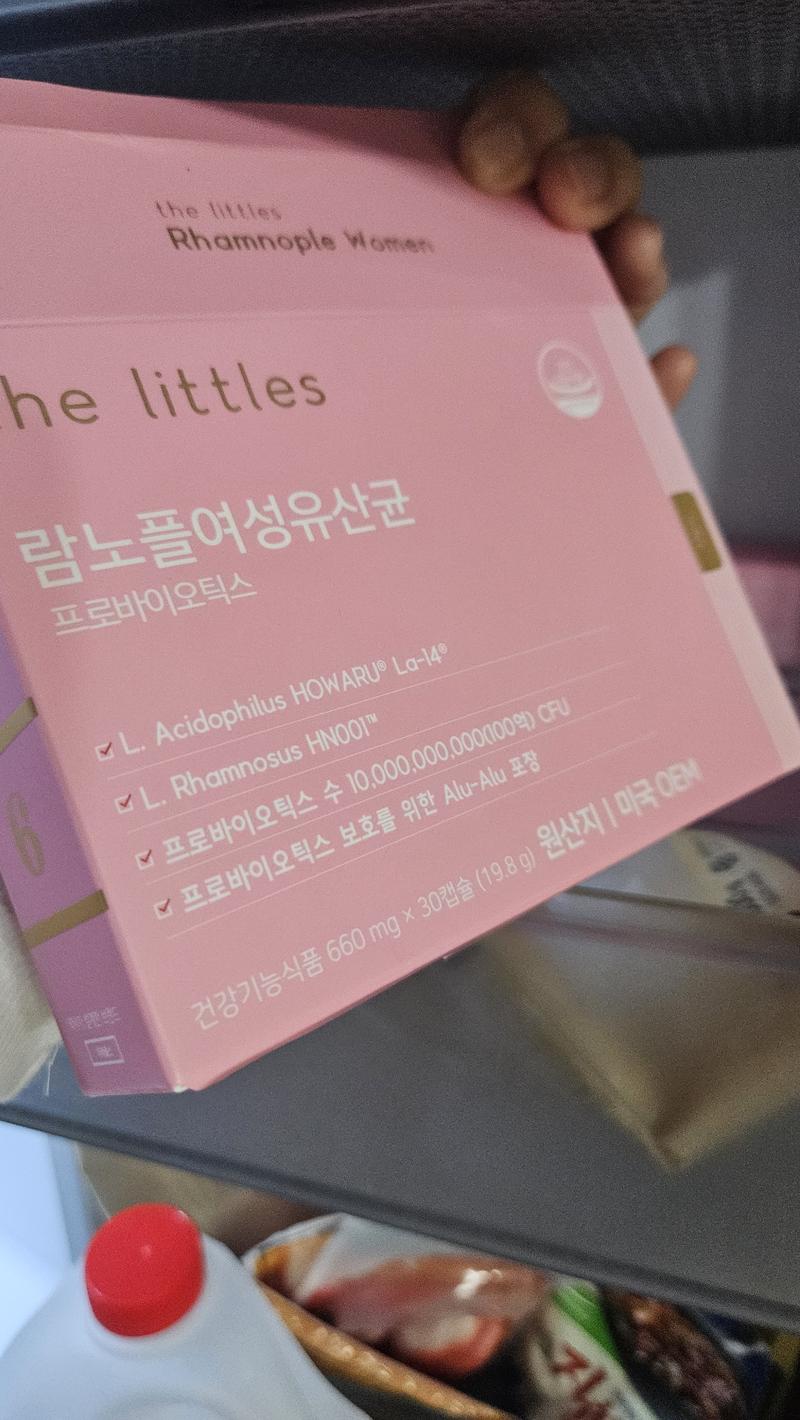 the littles
Rhamnople Women
the littles
람노플여성유산균
프로바이오틱스
L. Acidophilus HOWARU® La-14®
L. Rhamnosus HN001™
프로바이오틱스 수 10,000,000,000(100억) CFU
프로바이오틱스 보호를 위한 Alu-Alu 포장
건강기능식품 660 mg × 30캡슐 (19.8 g) 원산지 | 미국 OEM
6